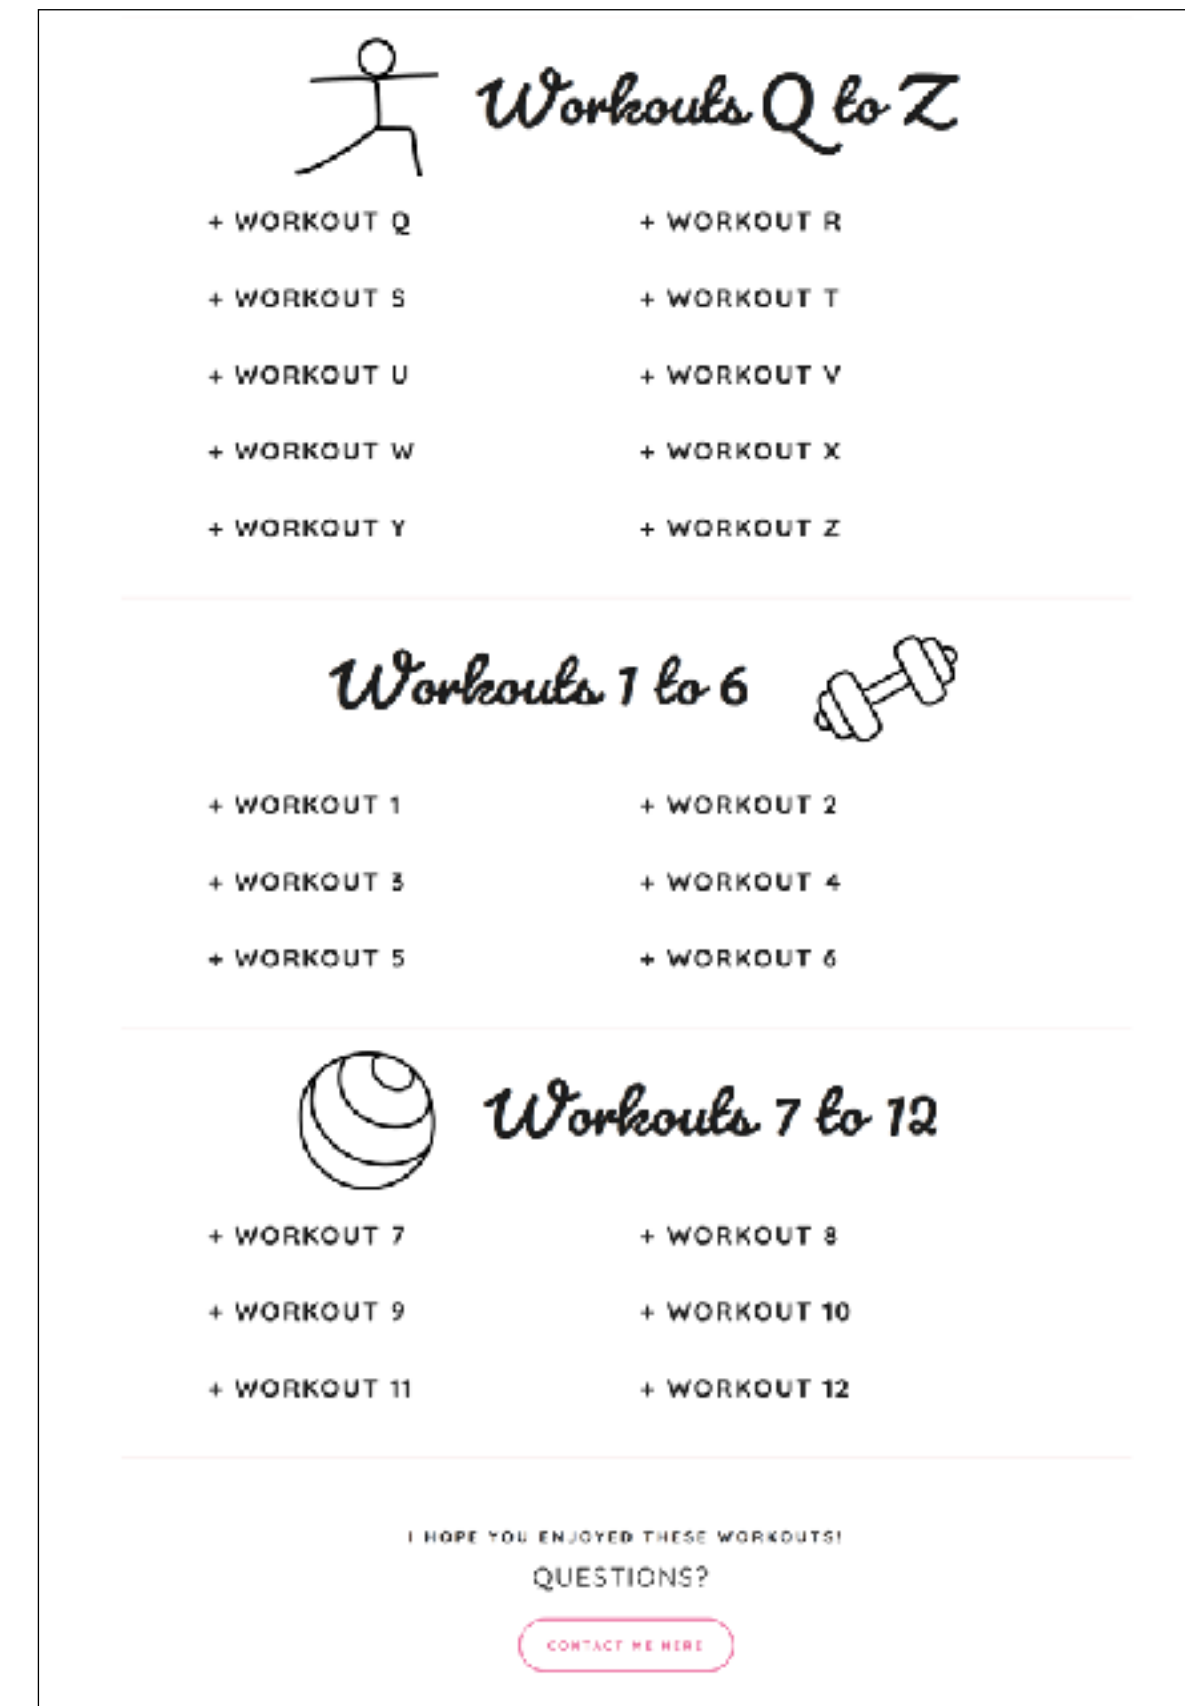 Workouts Q to Z
+ WORKOUT Q
+ WORKOUT R
+ WORKOUT S
+ WORKOUT T
+ WORKOUT U
+ WORKOUT V
+ WORKOUT W
+ WORKOUT X
+ WORKOUT Y
+ WORKOUT Z
Workouts 1 to 6
+ WORKOUT 1
+ WORKOUT 2
+ WORKOUT 3
+ WORKOUT 4
+ WORKOUT 5
+ WORKOUT 6
Workouts 7 to 12
+ WORKOUT 7
+ WORKOUT 8
+ WORKOUT 9
+ WORKOUT 10
+ WORKOUT 11
+ WORKOUT 12
I HOPE YOU ENJOYED THESE WORKOUTS!
QUESTIONS?
CONTACT ME HERE